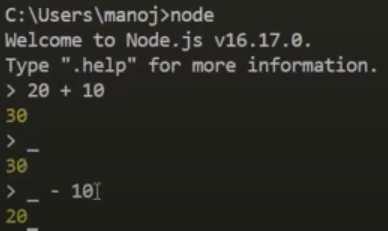 C:\Users\manoj>node
Welcome to Node.js v16.17.0.
Type ".help" for more information.
> 20 + 10
30
> _
30
> _ - 10
20